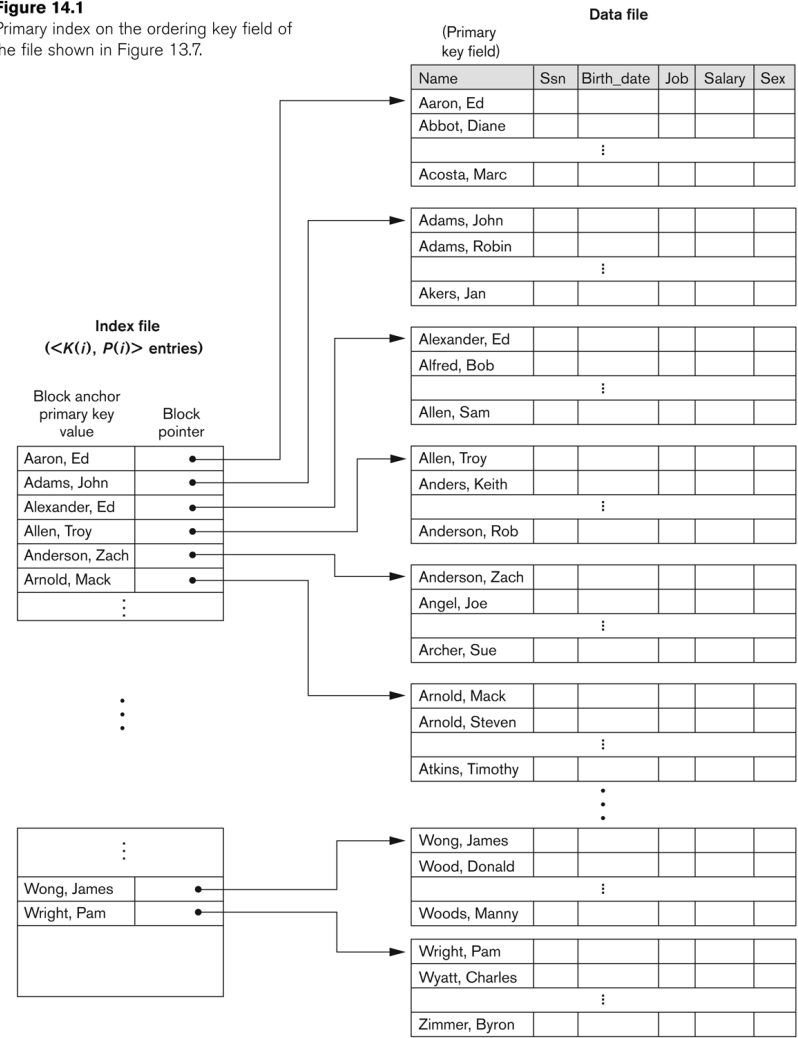 Figure 14.1
Primary index on the ordering key field of
the file shown in Figure 13.7.
Data file
(Primary
key field)
Name Ssn Birth_date Job Salary Sex
Aaron, Ed
Abbot, Diane
⋮
Acosta, Marc
Adams, John
Adams, Robin
⋮
Akers, Jan
Alexander, Ed
Alfred, Bob
⋮
Allen, Sam
Allen, Troy
Anders, Keith
⋮
Anderson, Rob
Anderson, Zach
Angel, Joe
⋮
Archer, Sue
Arnold, Mack
Arnold, Steven
⋮
Atkins, Timothy
⋮
Wong, James
Wood, Donald
⋮
Woods, Manny
Wright, Pam
Wyatt, Charles
⋮
Zimmer, Byron
Index file
(<K(i), P(i)> entries)
Block anchor
primary key
value
Block
pointer
Aaron, Ed
Adams, John
Alexander, Ed
Allen, Troy
Anderson, Zach
Arnold, Mack
⋮
⋮
⋮
Wong, James
Wright, Pam